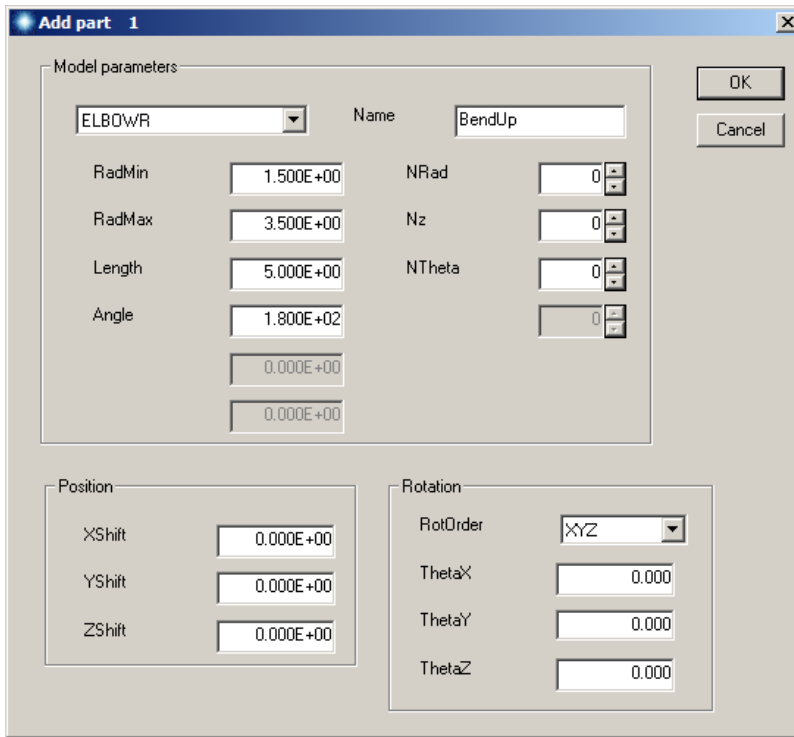 Add part 1
Model parameters
OK
ELBOWR Name BendUp
Cancel
RadMin 1.500E+00 NRad 0
RadMax 3.500E+00 Nz 0
Length 5.000E+00 NTheta 0
Angle 1.800E+02 0
0.000E+00
0.000E+00
Position
XShift 0.000E+00
YShift 0.000E+00
ZShift 0.000E+00
Rotation
RotOrder XYZ
ThetaX 0.000
ThetaY 0.000
ThetaZ 0.000